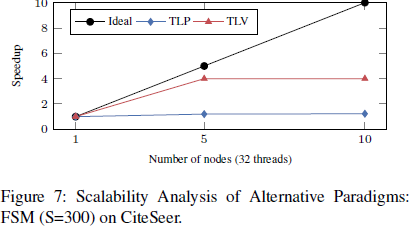 10
8
6
4
2
0
Speedup
Ideal TLP TLV
1 5 10
Number of nodes (32 threads)
Figure 7: Scalability Analysis of Alternative Paradigms:
FSM (S=300) on CiteSeer.